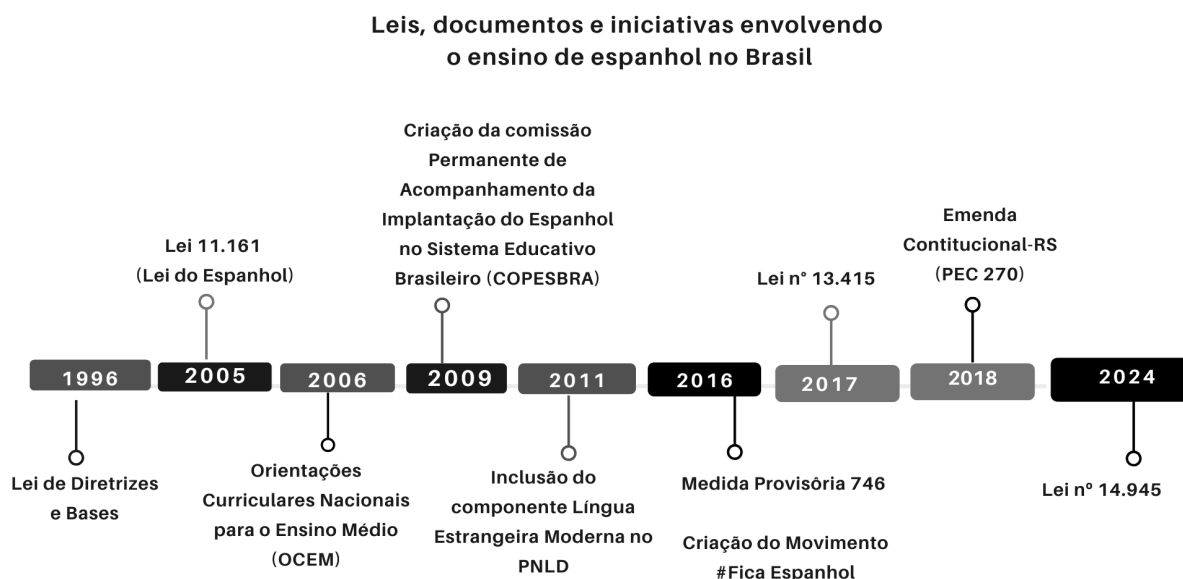 Leis, documentos e iniciativas envolvendo
o ensino de espanhol no Brasil
Criação da comissão
Permanente de
Acompanhamento da
Implantação do Espanhol
no Sistema Educativo
Brasileiro (COPESBRA)
Lei 11.161
(Lei do Espanhol)
Lei n° 13.415
Emenda
Contitucional-RS
(PEC 270)
1996
2005
2006
2009
2011
2016
2017
2018
2024
Lei de Diretrizes
e Bases
Orientações
Curriculares Nacionais
para o Ensino Médio
(OCEM)
Inclusão do
componente Língua
Estrangeira Moderna no
PNLD
Medida Provisôria 746
Criação do Movimento
#Fica Espanhol
Lei nº 14.945